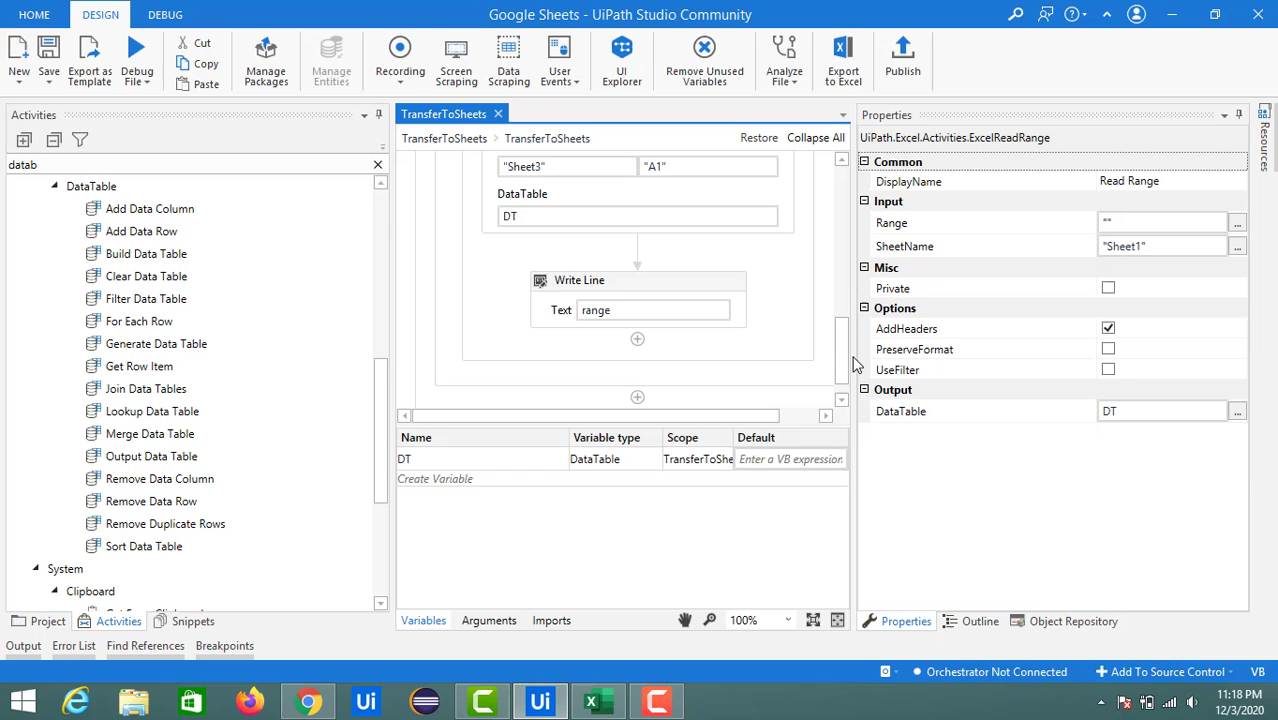 HOME
DESIGN
DEBUG
Google Sheets - UiPath Studio Community
New
Save
Export as Template
Debug File
Cut
Copy
Paste
Manage Packages
Manage Entities
Recording
Screen Scraping
Data Scraping
User Events
UI Explorer
Remove Unused Variables
Analyze File
Export to Excel
Publish
Activities
datab
DataTable
Add Data Column
Add Data Row
Build Data Table
Clear Data Table
Filter Data Table
For Each Row
Generate Data Table
Get Row Item
Join Data Tables
Lookup Data Table
Merge Data Table
Output Data Table
Remove Data Column
Remove Data Row
Remove Duplicate Rows
Sort Data Table
System
Clipboard
Project
Activities
Snippets
TransferToSheets
TransferToSheets > TransferToSheets
Restore
Collapse All
"Sheet3"
"A1"
DataTable
DT
Write Line
Text
range
Name
Variable type
Scope
Default
DT
DataTable
TransferToShe
Enter a VB expression
Create Variable
Variables
Arguments
Imports
100%
Properties
UiPath.Excel.Activities.ExcelReadRange
Common
DisplayName
Read Range
Input
Range
""
...
SheetName
"Sheet1"
...
Misc
Private
Options
AddHeaders
PreserveFormat
UseFilter
Output
DataTable
DT
...
Properties
Outline
Object Repository
Resources
Output
Error List
Find References
Breakpoints
Orchestrator Not Connected
Add To Source Control
VB
11:18 PM
12/3/2020